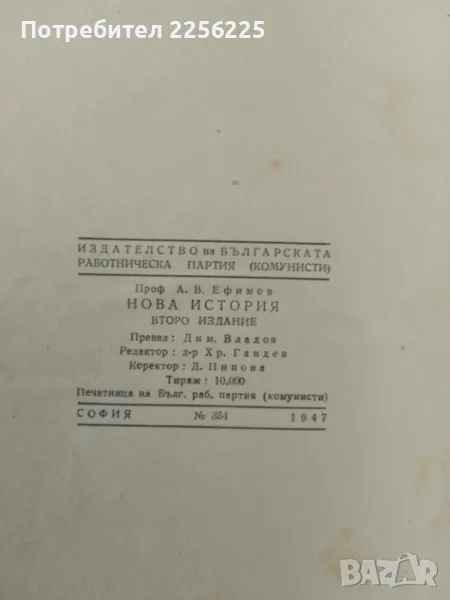 Потребител 2256225
ИЗДАТЕЛСТВО на БЪЛГАРСКАТА
РАБОТНИЧЕСКА ПАРТИЯ (КОМУНИСТИ)
Проф А. В. Ефимов
НОВА ИСТОРИЯ
ВТОРО ИЗДАНИЕ
Превел: Дим. Владов
Редактор: д-р Хр. Гандев
Коректор: Д. Пипова
Тираж: 10,000
Печатница на Бълг. раб. партия (комунисти)
СОФИЯ № 354 1947
BAZAR